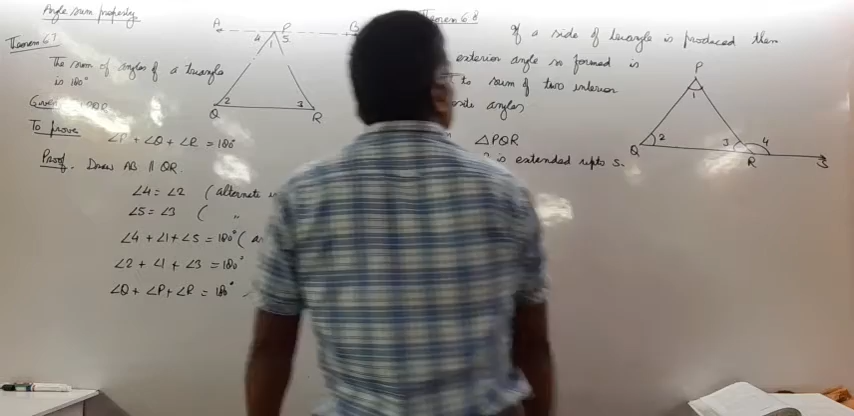 Angle sum property
Theorem 6.7
The sum of angles of a triangle
is 180°
Given PQR
To prove
∠P + ∠Q + ∠R = 180°
Proof. Draw AB ∥ QR.
∠4 = ∠2 (alternate
∠5 = ∠3 ( "
∠4 + ∠1 + ∠5 = 180° (
∠2 + ∠1 + ∠3 = 180°
∠Q + ∠P + ∠R = 180°
A P B
4 1 5
2 3
Q R
Theorem 6.8
If a side of triangle is produced then
exterior angle so formed is
to sum of two interior
angles
△PQR
is extended upto S.
P
1
2 3 4
Q R S